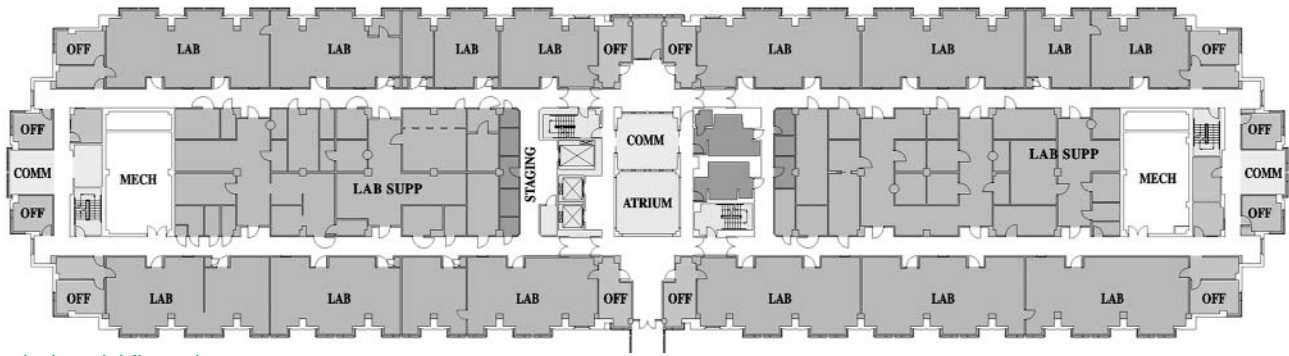 OFF LAB LAB LAB LAB OFF OFF LAB LAB LAB LAB OFF
OFF OFF
COMM MECH LAB SUPP STAGING COMM LAB SUPP MECH COMM
ATRIUM
OFF OFF
OFF LAB LAB LAB OFF OFF LAB LAB LAB OFF